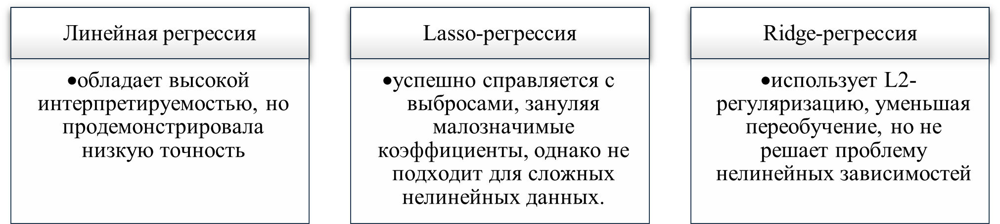 Линейная регрессия
•обладает высокой
интерпретируемостью, но
продемонстрировала
низкую точность
Lasso-регрессия
•успешно справляется с
выбросами, зануляя
малозначимые
коэффициенты, однако не
подходит для сложных
нелинейных данных.
Ridge-регрессия
•использует L2-
регуляризацию, уменьшая
переобучение, но не
решает проблему
нелинейных зависимостей